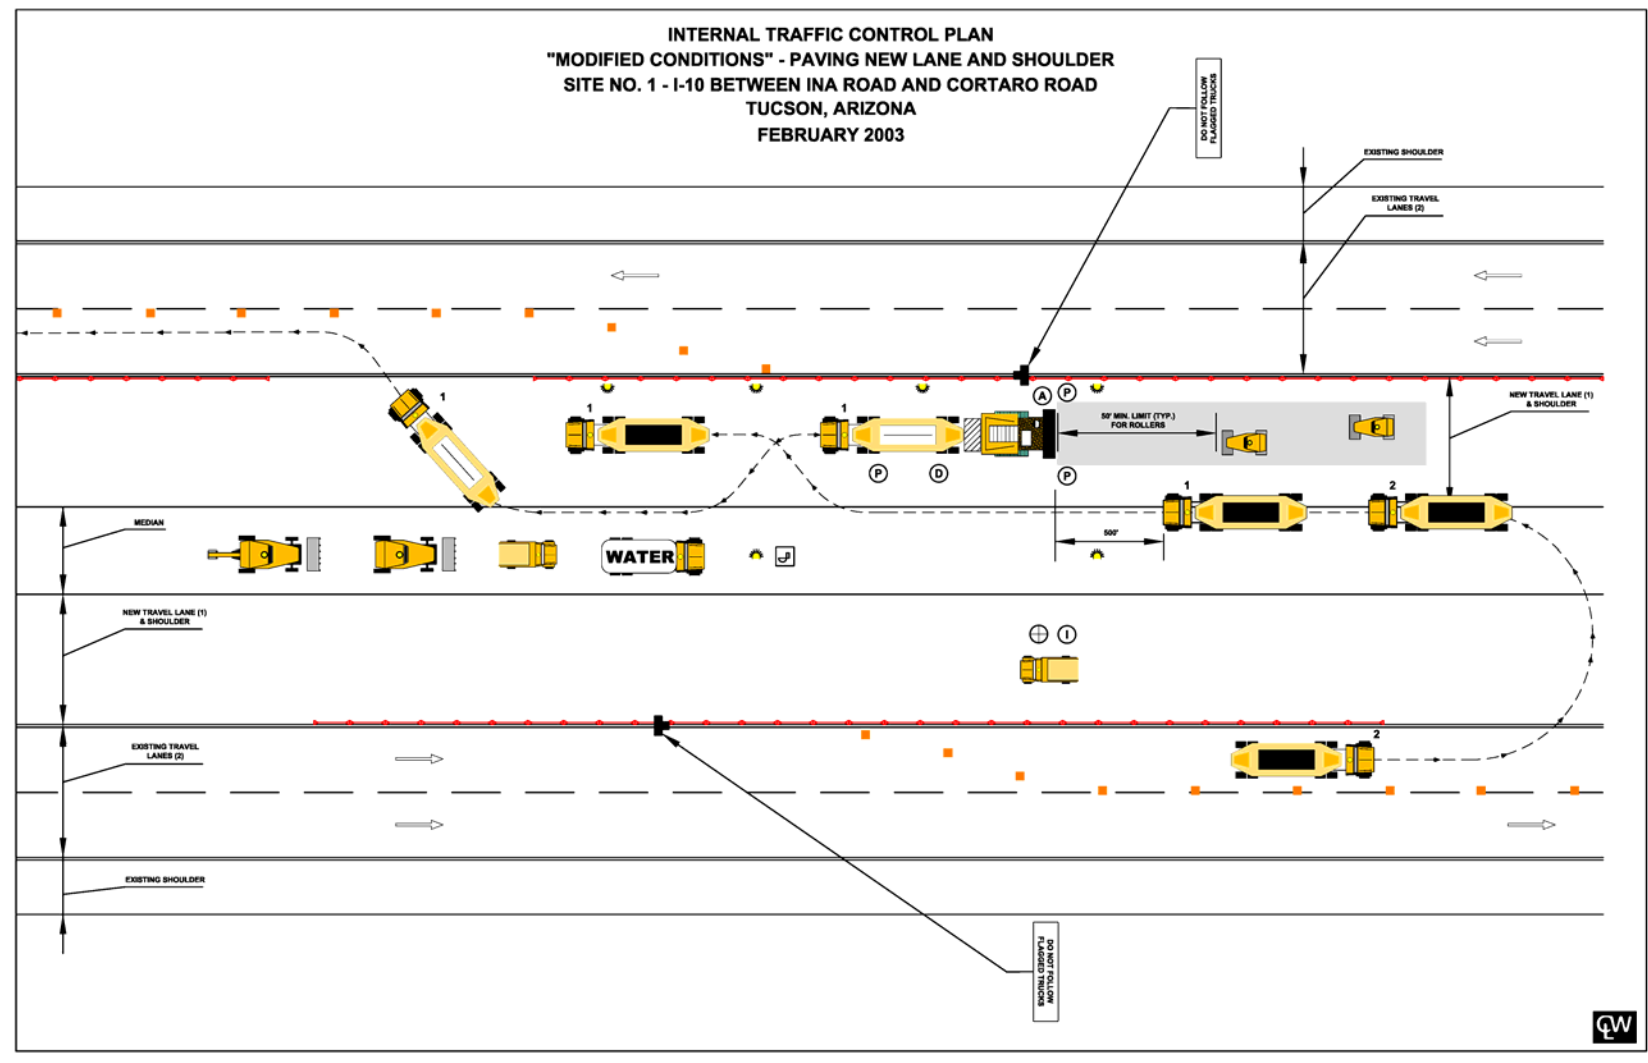 INTERNAL TRAFFIC CONTROL PLAN
"MODIFIED CONDITIONS" - PAVING NEW LANE AND SHOULDER
SITE NO. 1 - I-10 BETWEEN INA ROAD AND CORTARO ROAD
TUCSON, ARIZONA
FEBRUARY 2003
DO NOT FOLLOW
FLAGGED TRUCKS
EXISTING SHOULDER
EXISTING TRAVEL
LANES (2)
NEW TRAVEL LANE (1)
& SHOULDER
1
1
1
A
P
50' MIN. LIMIT (TYP.)
FOR ROLLERS
P
D
P
1
2
MEDIAN
500'
WATER
NEW TRAVEL LANE (1)
& SHOULDER
I
EXISTING TRAVEL
LANES (2)
2
EXISTING SHOULDER
DO NOT FOLLOW
FLAGGED TRUCKS
CLW